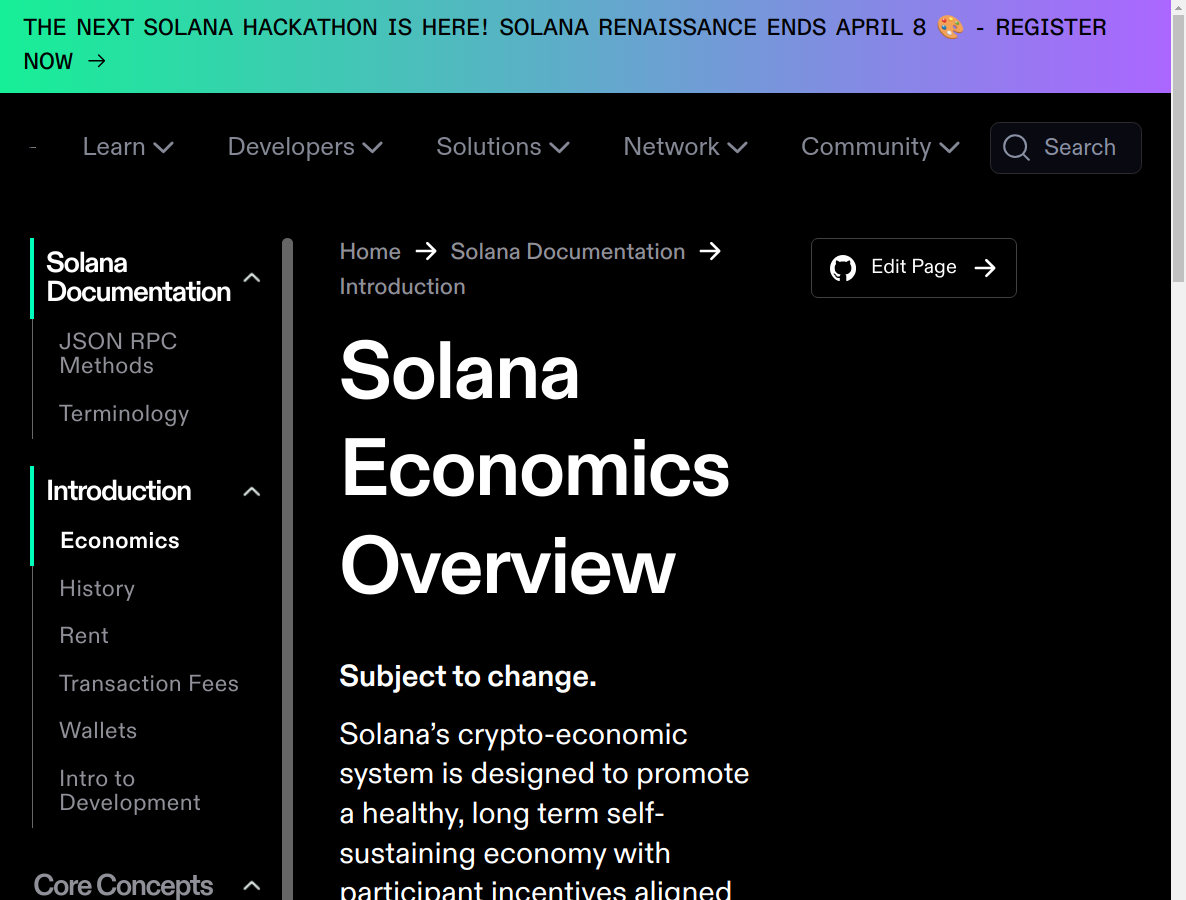 THE NEXT SOLANA HACKATHON IS HERE! SOLANA RENAISSANCE ENDS APRIL 8 🎨 - REGISTER
NOW →
Learn
Developers
Solutions
Network
Community
Search
Solana
Documentation
JSON RPC
Methods
Terminology
Introduction
Economics
History
Rent
Transaction Fees
Wallets
Intro to
Development
Core Concepts
Home → Solana Documentation →
Introduction
Edit Page →
Solana
Economics
Overview
Subject to change.
Solana’s crypto-economic
system is designed to promote
a healthy, long term self-
sustaining economy with
participant incentives aligned